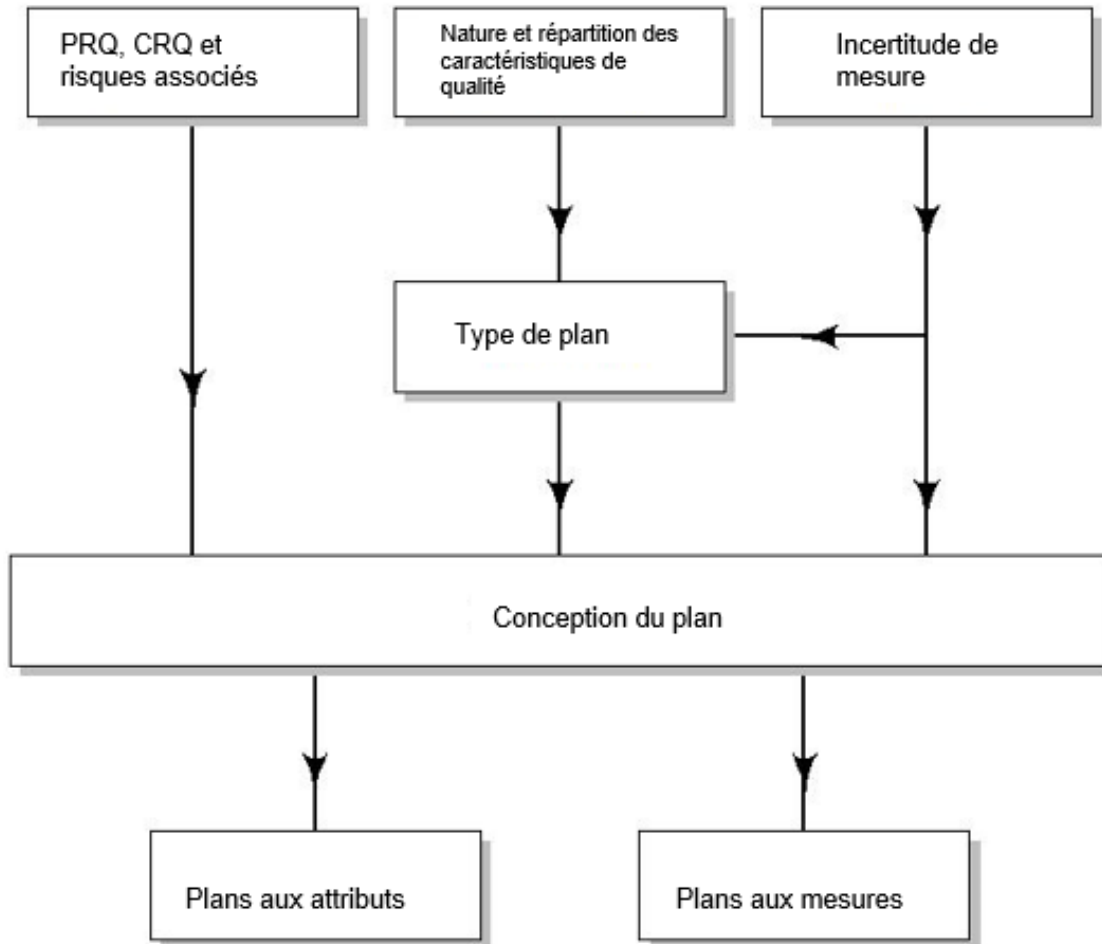 PRQ, CRQ et
risques associés
Nature et répartition des
caractéristiques de
qualité
Incertitude de
mesure
Type de plan
Conception du plan
Plans aux attributs
Plans aux mesures